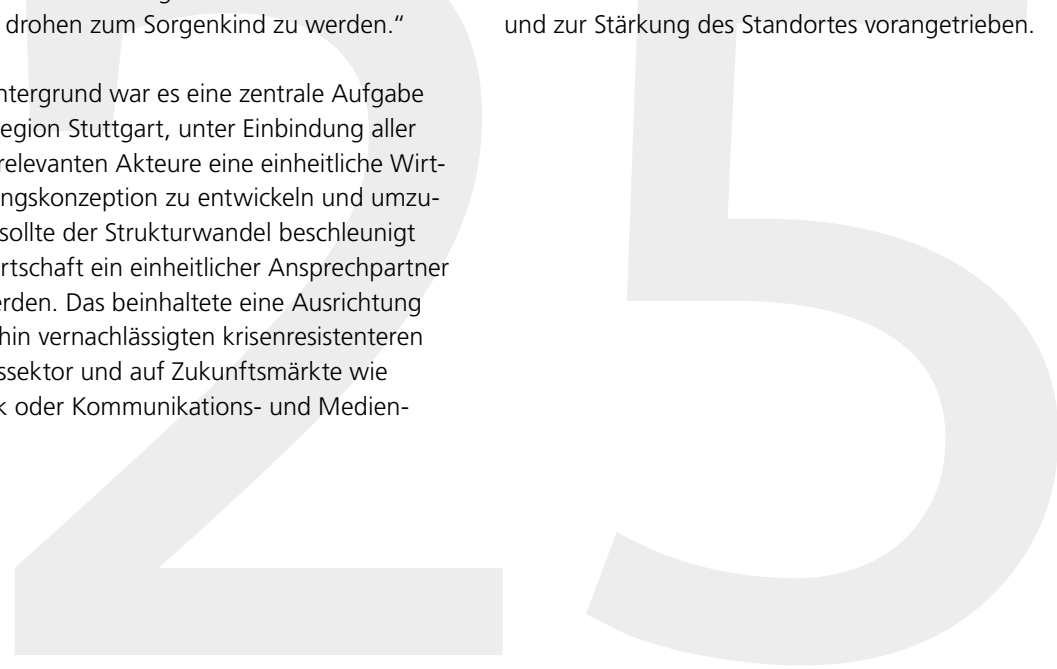 drohen zum Sorgenkind zu werden.“
ntergrund war es eine zentrale Aufgabe
egion Stuttgart, unter Einbindung aller
relevanten Akteure eine einheitliche Wirt-
ngskonzeption zu entwickeln und umzu-
sollte der Strukturwandel beschleunigt
rtschaft ein einheitlicher Ansprechpartner
erden. Das beinhaltete eine Ausrichtung
hin vernachlässigten krisenresistenteren
ssektor und auf Zukunftsmärkte wie
k oder Kommunikations- und Medien-
und zur Stärkung des Standortes vorangetrieben.
25